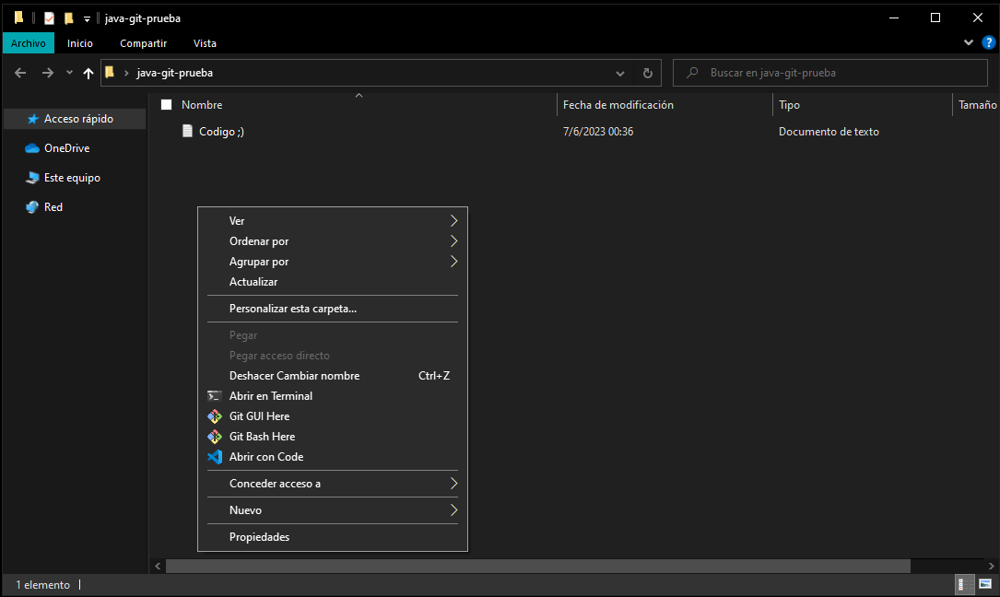 java-git-prueba
Archivo Inicio Compartir Vista
java-git-prueba Buscar en java-git-prueba
Nombre Fecha de modificación Tipo Tamaño
Codigo ;) 7/6/2023 00:36 Documento de texto
Acceso rápido
OneDrive
Este equipo
Red
Ver
Ordenar por
Agrupar por
Actualizar
Personalizar esta carpeta...
Pegar
Pegar acceso directo
Deshacer Cambiar nombre Ctrl+Z
Abrir en Terminal
Git GUI Here
Git Bash Here
Abrir con Code
Conceder acceso a
Nuevo
Propiedades
1 elemento